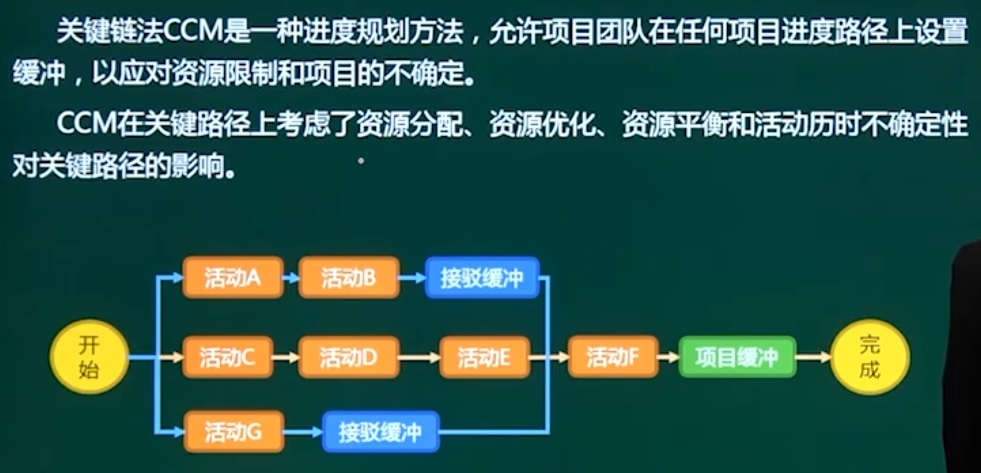 关键链法CCM是一种进度规划方法，允许项目团队在任何项目进度路径上设置
缓冲，以应对资源限制和项目的不确定。
CCM在关键路径上考虑了资源分配、资源优化、资源平衡和活动历时不确定性
对关键路径的影响。
活动A 活动B 接驳缓冲
开始 活动C 活动D 活动E 活动F 项目缓冲 完成
活动G 接驳缓冲